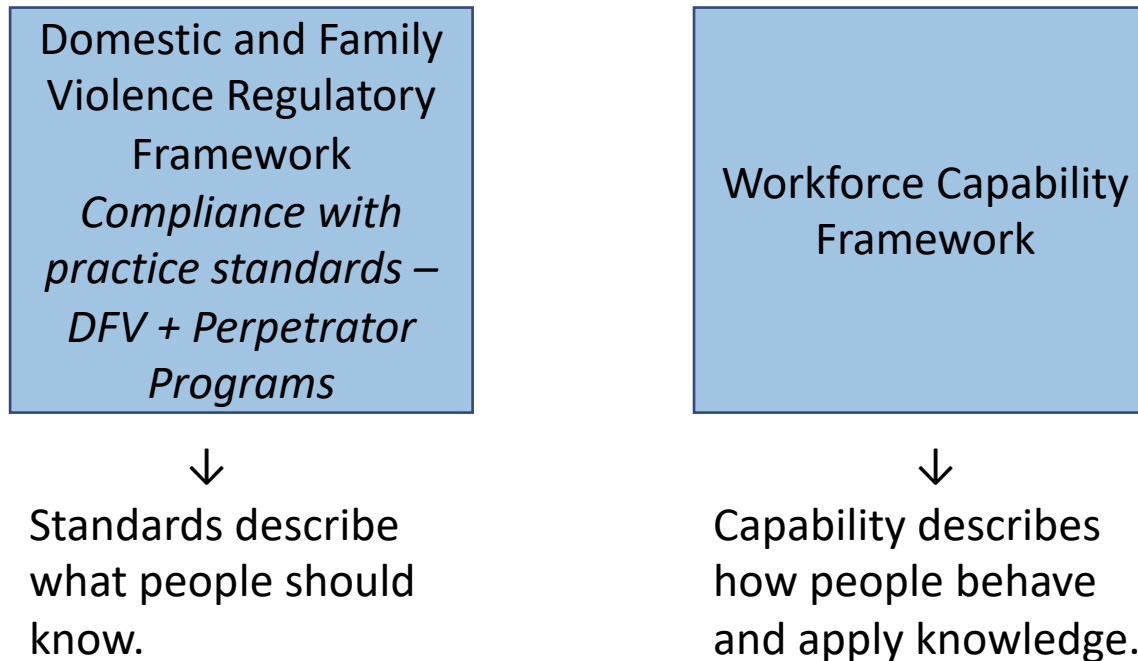 Domestic and Family
Violence Regulatory
Framework
Compliance with
practice standards –
DFV + Perpetrator
Programs
↓
Standards describe
what people should
know.
Workforce Capability
Framework
↓
Capability describes
how people behave
and apply knowledge.